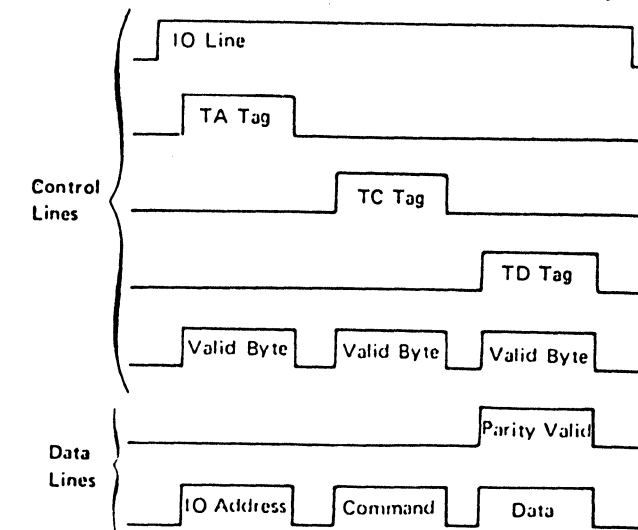 IO Line
TA Tag
TC Tag
Control
Lines
TD Tag
Valid Byte Valid Byte Valid Byte
Parity Valid
Data
Lines
IO Address Command Data